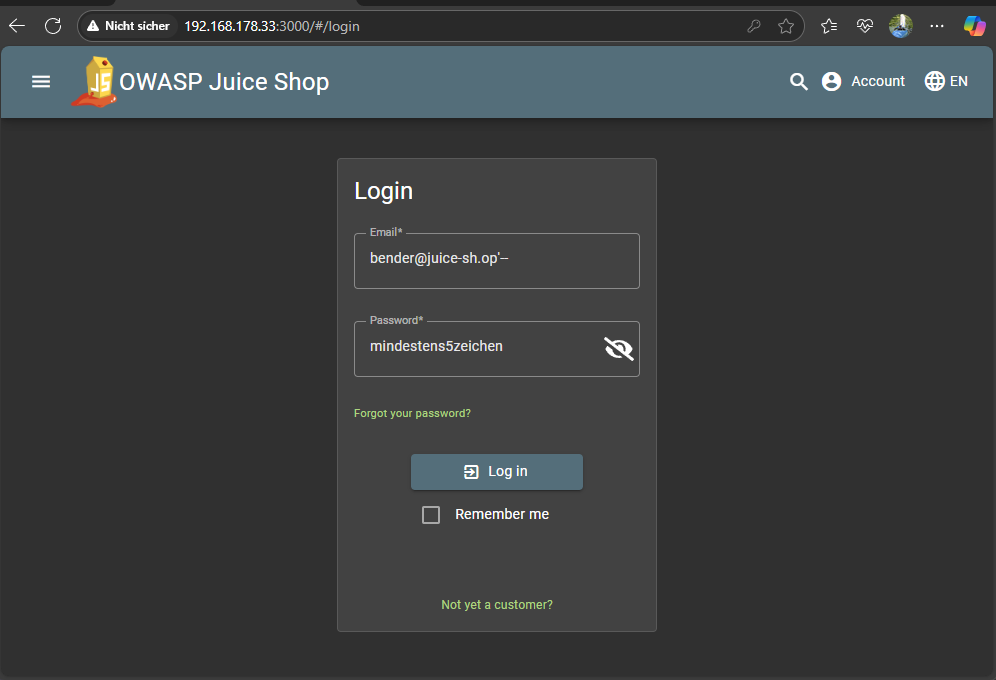 Nicht sicher 192.168.178.33:3000/#/login
JS OWASP Juice Shop Account EN
Login
Email*
bender@juice-sh.op'--
Password*
mindestens5zeichen
Forgot your password?
Log in
Remember me
Not yet a customer?